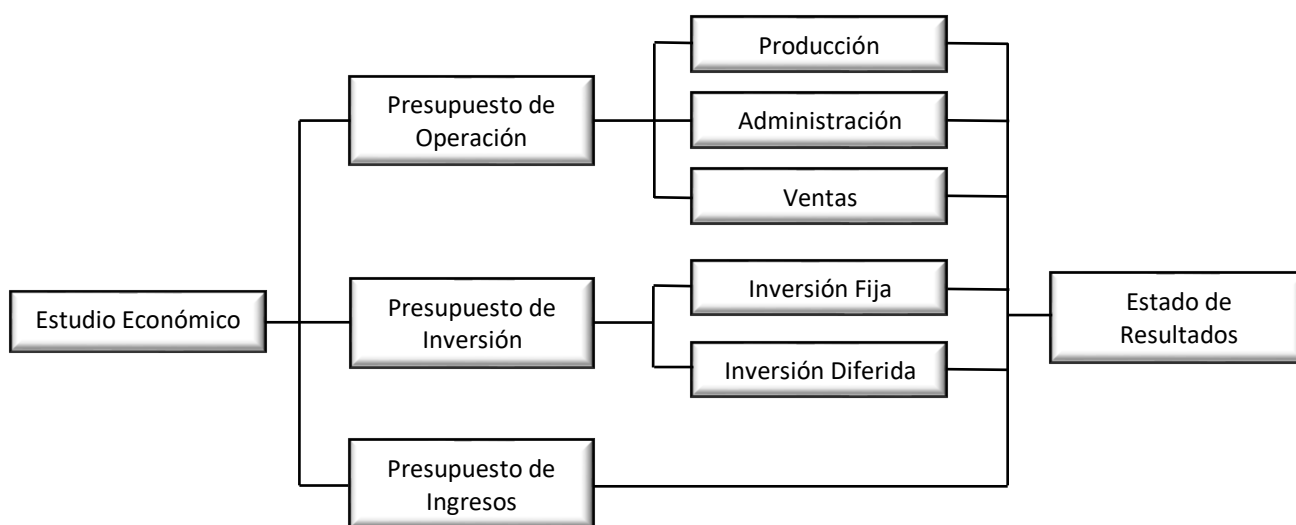 Producción
Presupuesto de
Operación
Administración
Ventas
Estudio Económico
Presupuesto de
Inversión
Inversión Fija
Inversión Diferida
Estado de
Resultados
Presupuesto de
Ingresos